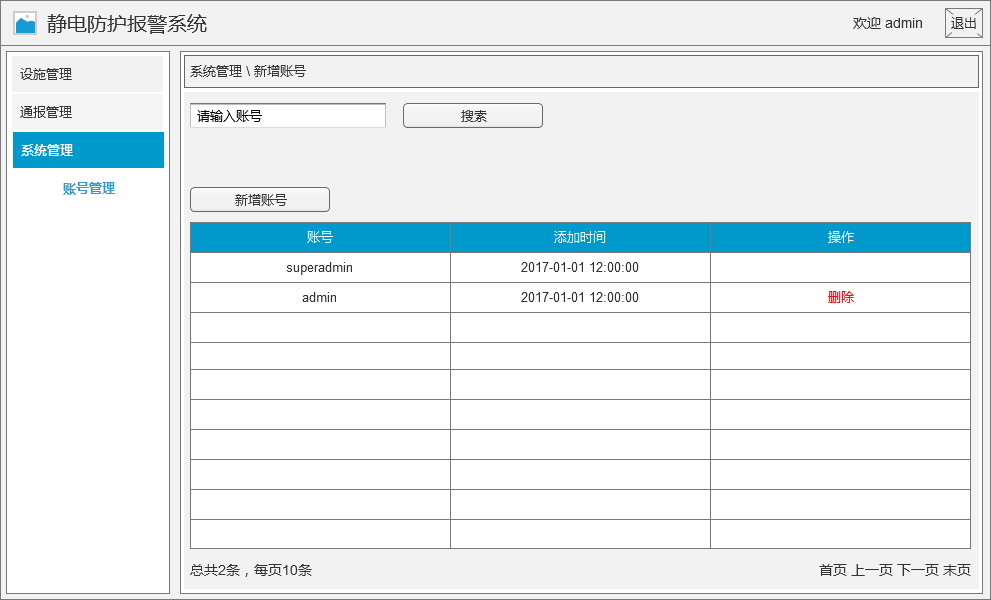 静电防护报警系统
欢迎 admin
退出
设施管理
通报管理
系统管理
账号管理
系统管理 \ 新增账号
请输入账号
搜索
新增账号
账号 添加时间 操作
superadmin 2017-01-01 12:00:00
admin 2017-01-01 12:00:00 删除
总共2条，每页10条
首页 上一页 下一页 末页